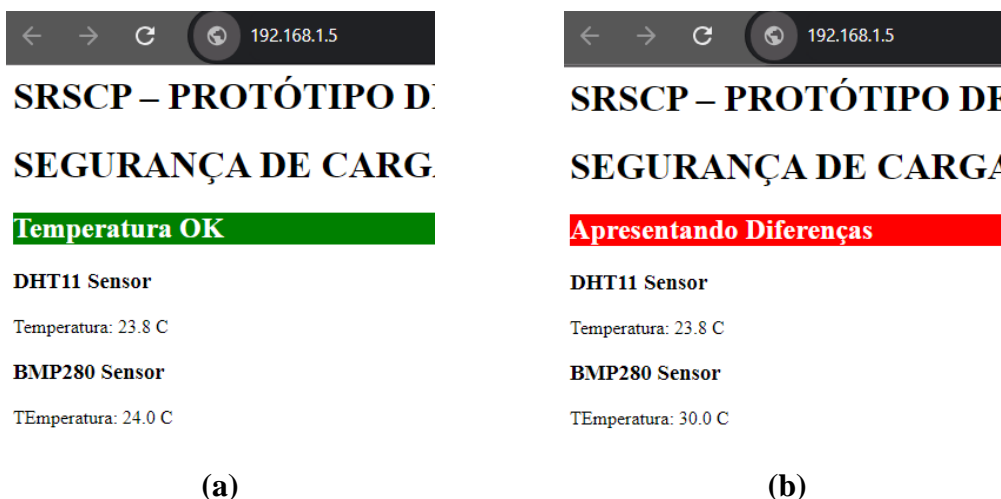 192.168.1.5
SRSCP – PROTÓTIPO D
SEGURANÇA DE CARG
Temperatura OK
DHT11 Sensor
Temperatura: 23.8 C
BMP280 Sensor
TEmperatura: 24.0 C
(a)
192.168.1.5
SRSCP – PROTÓTIPO DE
SEGURANÇA DE CARGA
Apresentando Diferenças
DHT11 Sensor
Temperatura: 23.8 C
BMP280 Sensor
TEmperatura: 30.0 C
(b)